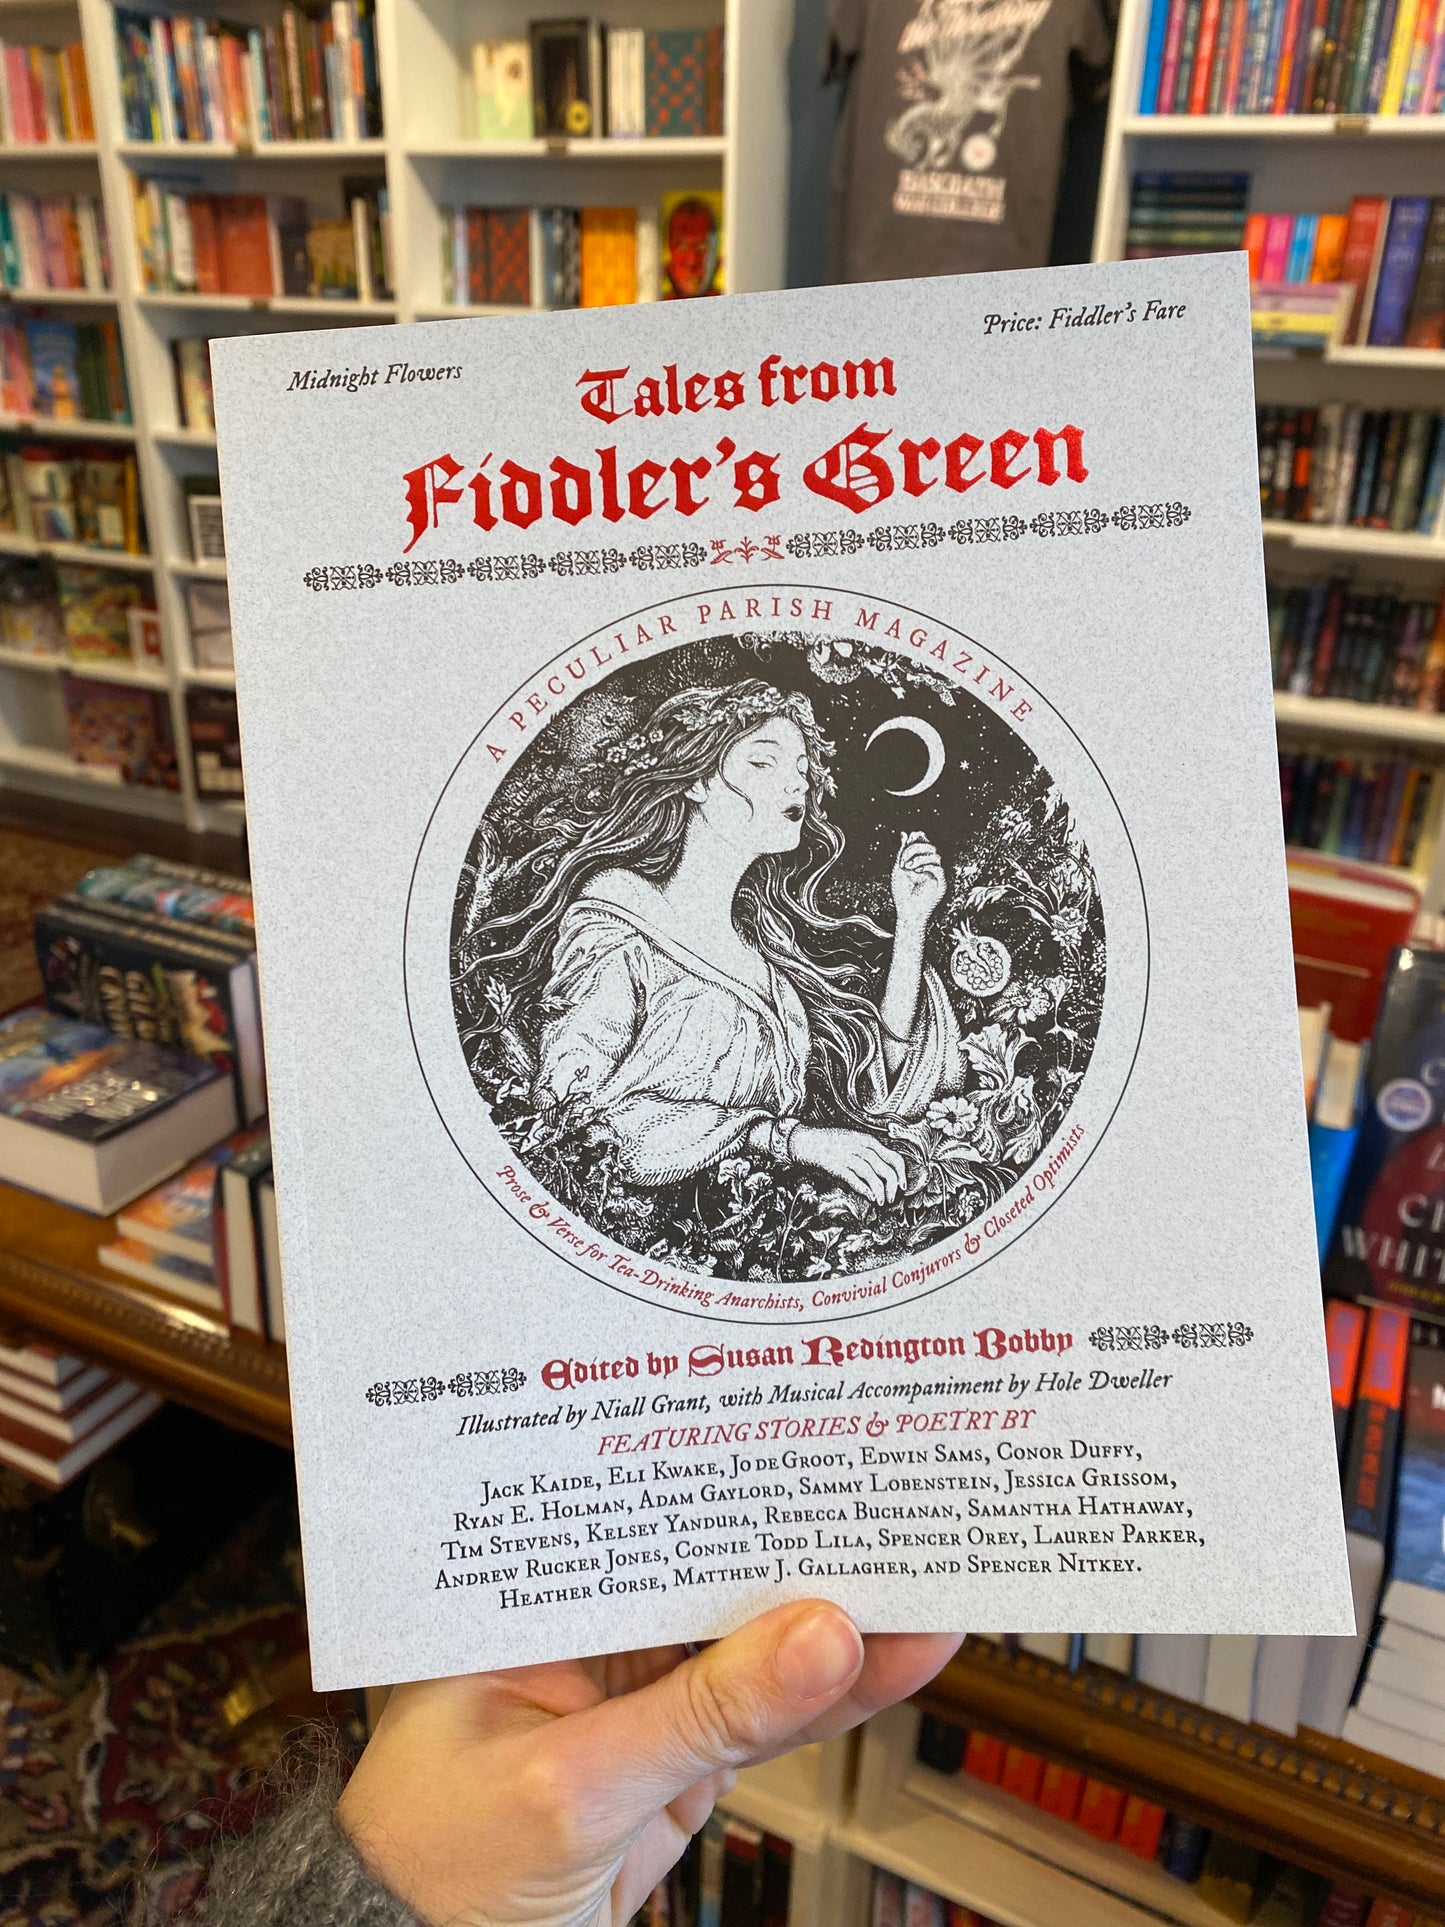 Midnight Flowers
Price: Fiddler's Fare
Tales from
Fiddler's Green
A PECULIAR PARISH MAGAZINE
Prose & Verse for Tea-Drinking Anarchists, Convivial Conjurors & Closeted Optimists
Edited by Susan Redington Bobby
Illustrated by Niall Grant, with Musical Accompaniment by Hole Dweller
FEATURING STORIES & POETRY BY
JACK KAIDE, ELI KWAKE, JO DE GROOT, EDWIN SAMS, CONOR DUFFY,
RYAN E. HOLMAN, ADAM GAYLORD, SAMMY LOBENSTEIN, JESSICA GRISSOM,
TIM STEVENS, KELSEY YANDURA, REBECCA BUCHANAN, SAMANTHA HATHAWAY,
ANDREW RUCKER JONES, CONNIE TODD LILA, SPENCER OREY, LAUREN PARKER,
HEATHER GORSE, MATTHEW J. GALLAGHER, AND SPENCER NITKEY.